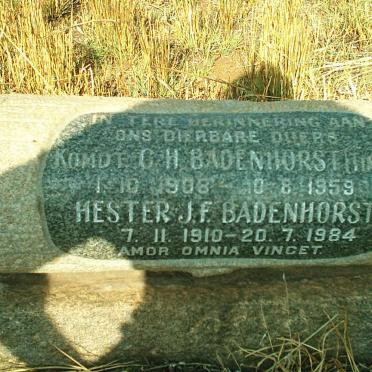 IN TERE HERINNERING AAN
ONS DIERBARE OUERS
KOMDT. C.H. BADENHORST
1.10.1908 - 10.8.1959
HESTER J.F. BADENHORST
7.11.1910 - 20.7.1984
AMOR OMNIA VINCET